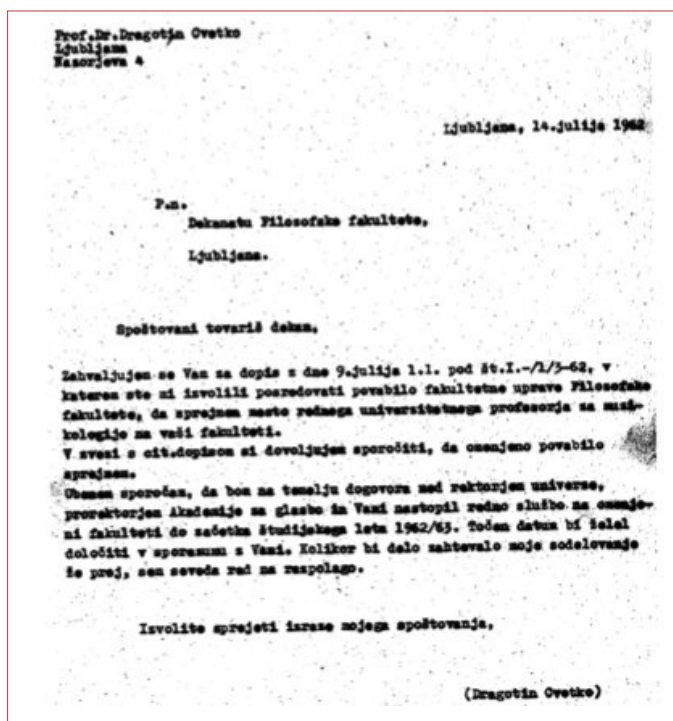 Prof.Dr.Dragotin Cvetko
Ljubljana
Nazorjeva 4
Ljubljana, 14.julija 1962
P.n.
Dekanatu Filozofske fakultete,
Ljubljana.
Spoštovani tovariš dekan,
Zahvaljujem se Vam za dopis z dne 9.julija l.l. pod št.I.-/1/3-62, v
katerem ste mi izvolili posredovati povabilo fakultetne uprave Filozofske
fakultete, da sprejmem mesto rednega univerzitetnega profesorja za muzi-
kologijo na vaši fakulteti.
V zvezi s cit.dopisom si dovoljujem sporočiti, da omenjeno povabilo
sprejmem.
Obenem sporočam, da bom na temelju dogovora med rektorjem univerze,
prorektorjem Akademije za glasbo in Vami nastopil redno službo na omenje-
ni fakulteti do začetka študijskega leta 1962/63. Točen datum bi želel
določiti v sporazumu z Vami. Kolikor bi delo zahtevalo moje sodelovanje
še prej, sem seveda rad na razpolago.
Izvolite sprejeti izraze mojega spoštovanja,
(Dragotin Cvetko)